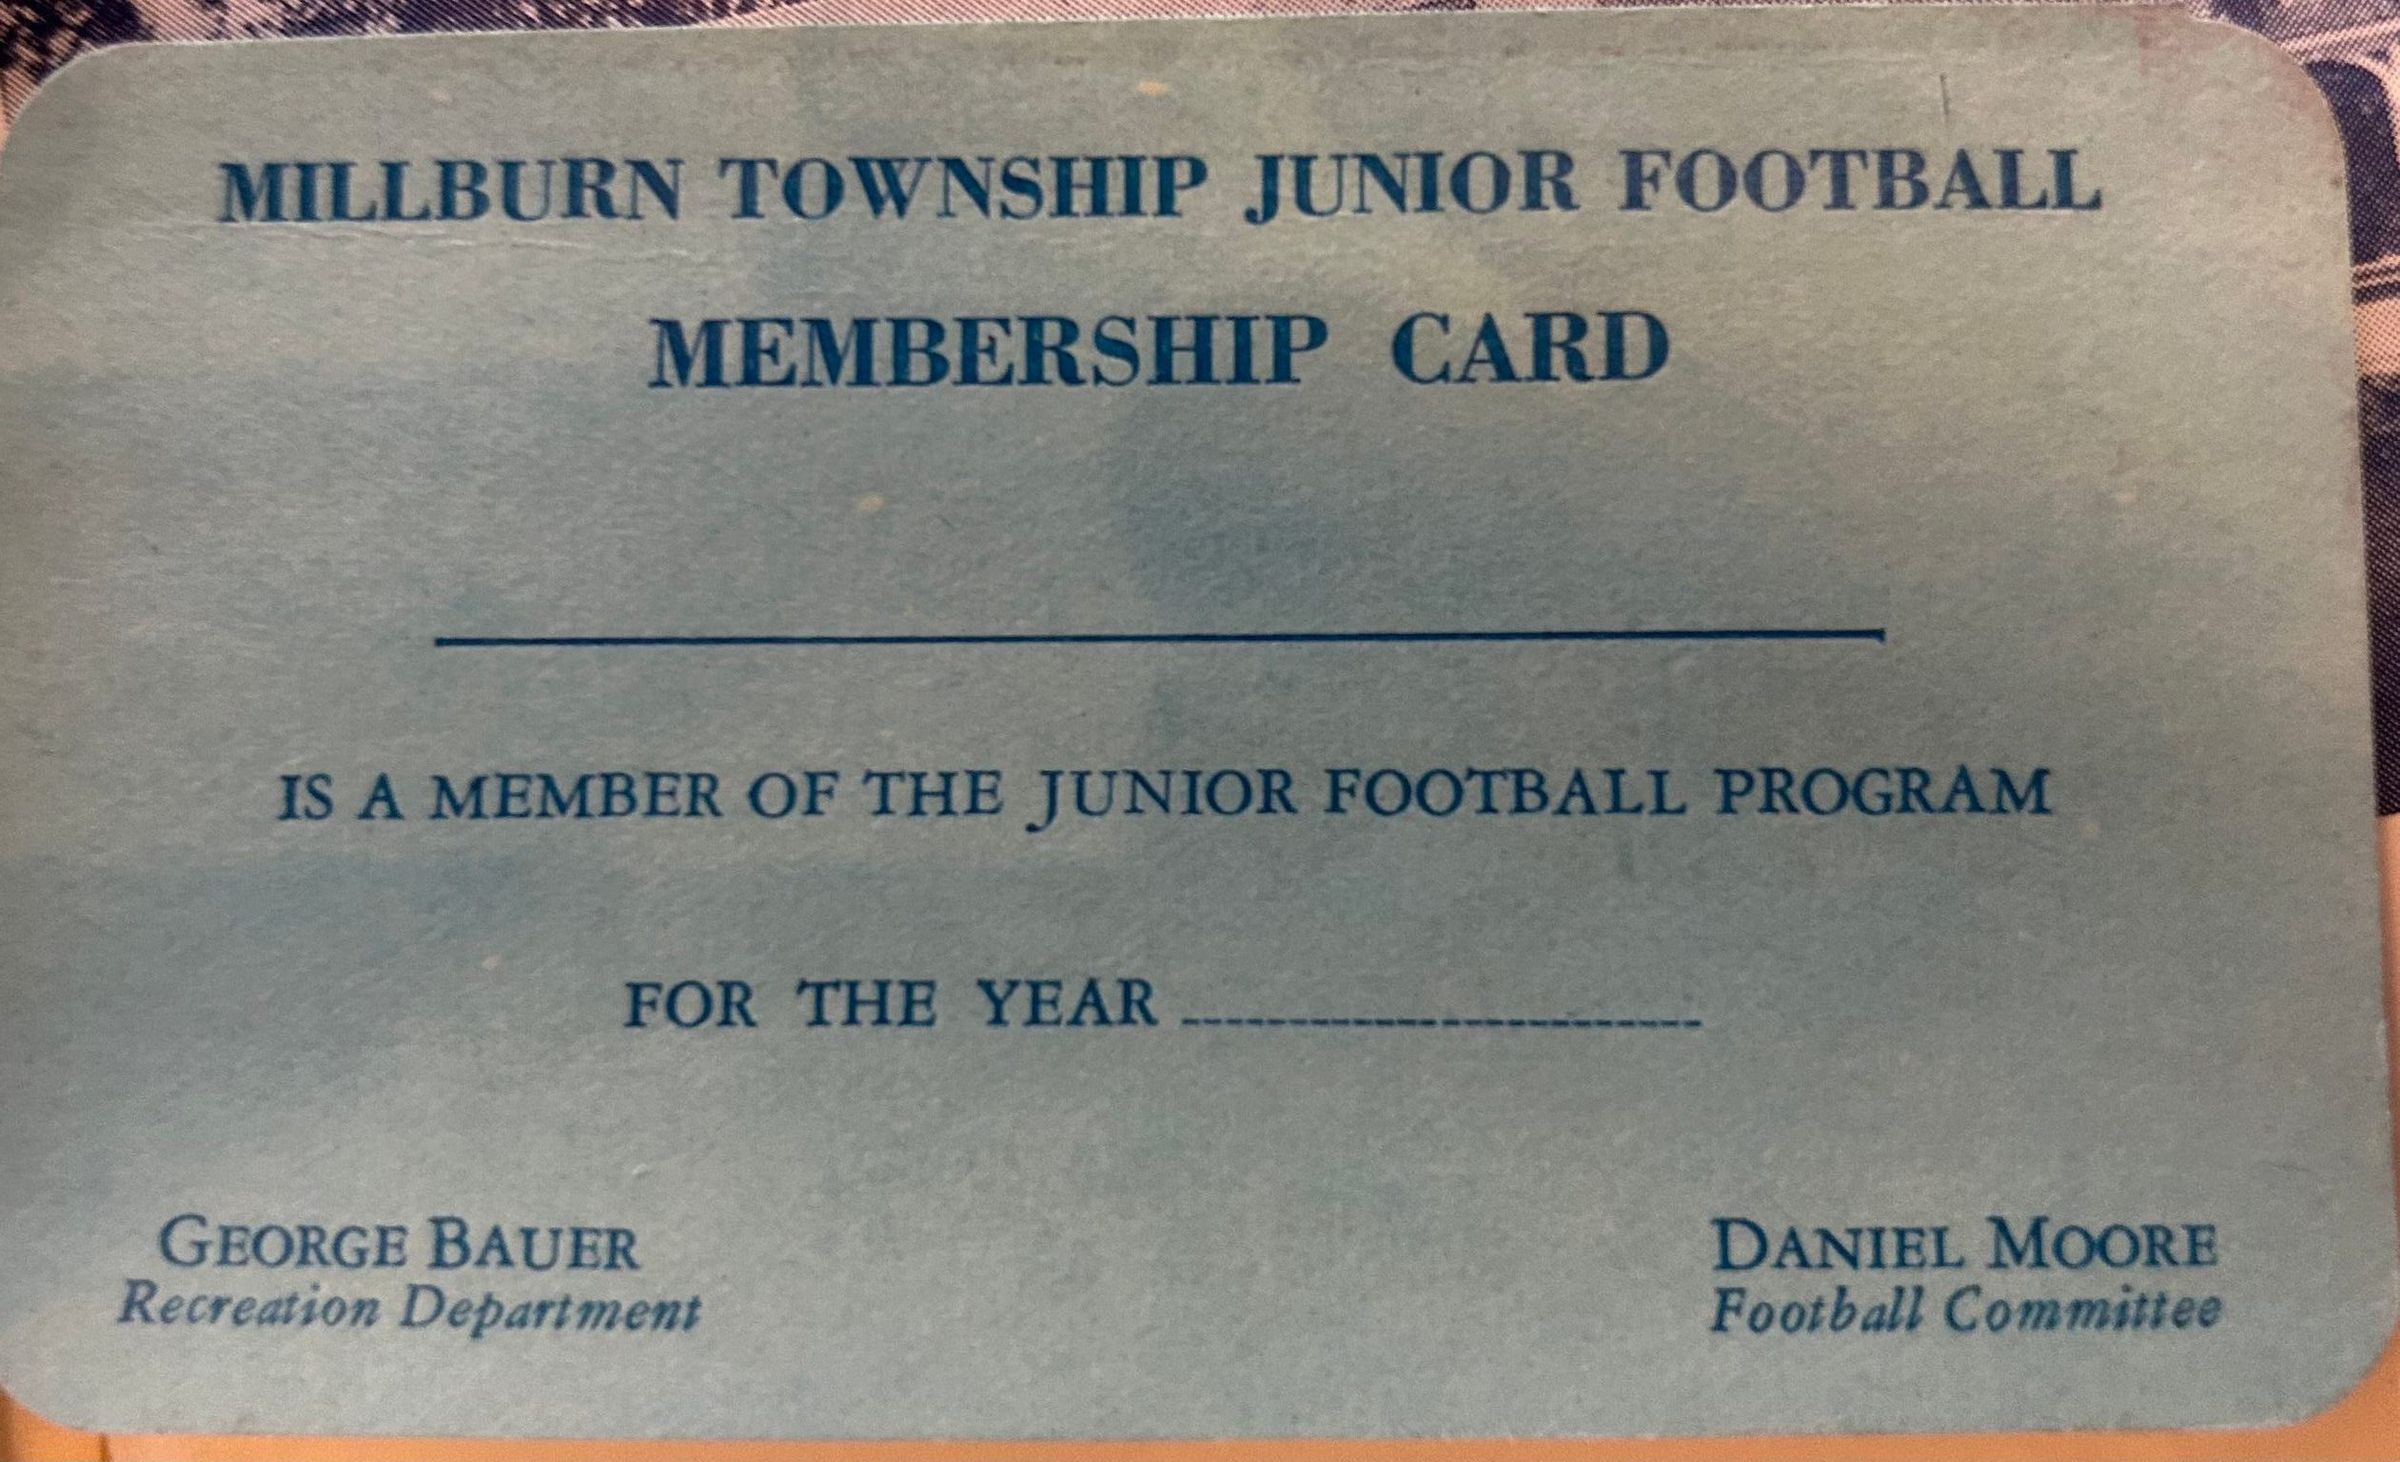 MILLBURN TOWNSHIP JUNIOR FOOTBALL
MEMBERSHIP CARD
IS A MEMBER OF THE JUNIOR FOOTBALL PROGRAM
FOR THE YEAR
GEORGE BAUER
Recreation Department
DANIEL MOORE
Football Committee